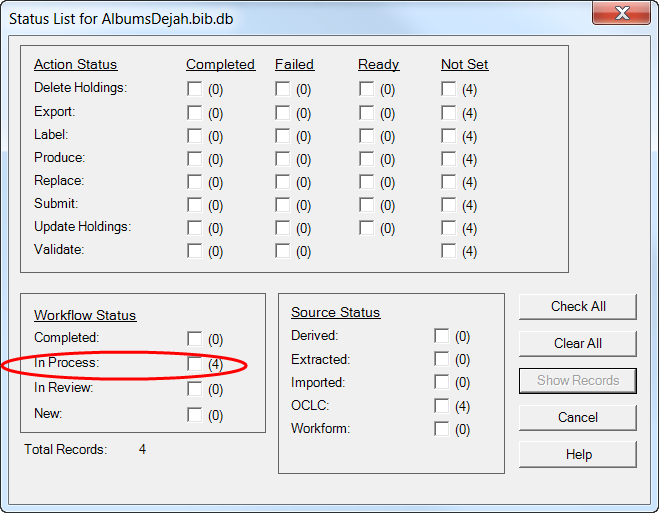 Status List for AlbumsDejah.bib.db
Action Status Completed Failed Ready Not Set
Delete Holdings: (0) (0) (0) (4)
Export: (0) (0) (0) (4)
Label: (0) (0) (0) (4)
Produce: (0) (0) (0) (4)
Replace: (0) (0) (0) (4)
Submit: (0) (0) (0) (4)
Update Holdings: (0) (0) (0) (4)
Validate: (0) (0) (4)
Workflow Status
Completed: (0)
In Process: (4)
In Review: (0)
New: (0)
Total Records: 4
Source Status
Derived: (0)
Extracted: (0)
Imported: (0)
OCLC: (4)
Workform: (0)
Check All
Clear All
Show Records
Cancel
Help